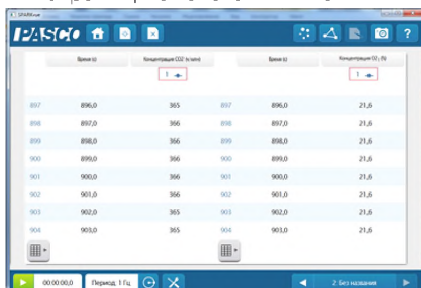 SPARKvue
PASCO
?
Время (с) Концентрация CO2 (ч/млн) Время (с) Концентрация O2 (%)
1 1
897 896,0 365 897 896,0 21,6
898 897,0 366 898 897,0 21,6
899 898,0 366 899 898,0 21,6
900 899,0 366 900 899,0 21,6
901 900,0 366 901 900,0 21,6
902 901,0 366 902 901,0 21,6
903 902,0 365 903 902,0 21,6
904 903,0 365 904 903,0 21,6
00:00:00,0 Период: 1 Гц 2: Без названия